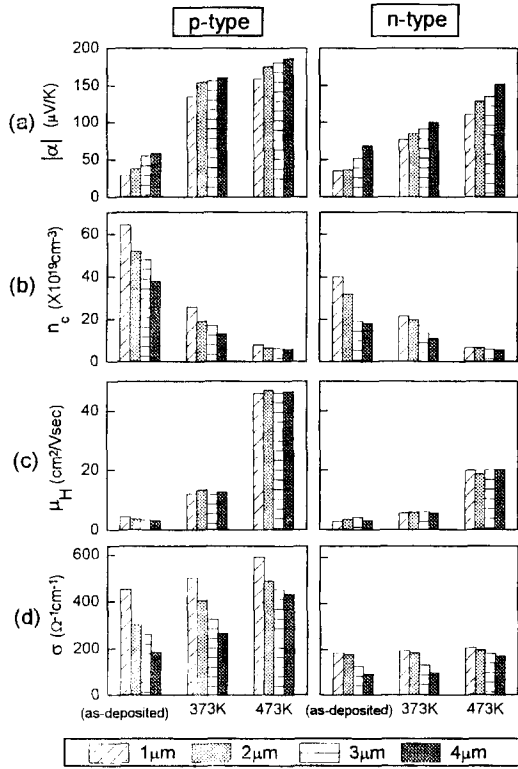 p-type n-type
(a) |α| (μV/K)
200
150
100
50
0
(b) n_c (X1019cm-3)
60
40
20
0
(c) μ_H (cm²/Vsec)
40
20
0
(d) σ (Ω-1cm-1)
600
400
200
0
(as-deposited) 373K 473K (as-deposited) 373K 473K
1μm 2μm 3μm 4μm